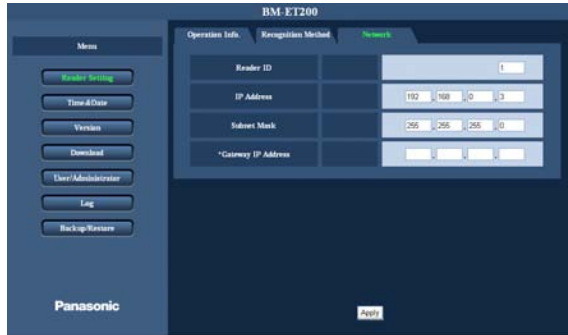 BM-ET200
Menu
Reader Setting
Time&Date
Version
Download
User/Administrator
Log
Backup/Restore
Panasonic
Operation Info. Recognition Method Network
Reader ID 1
IP Address 192 . 168 . 0 . 3
Subnet Mask 255 . 255 . 255 . 0
*Gateway IP Address . . .
Apply